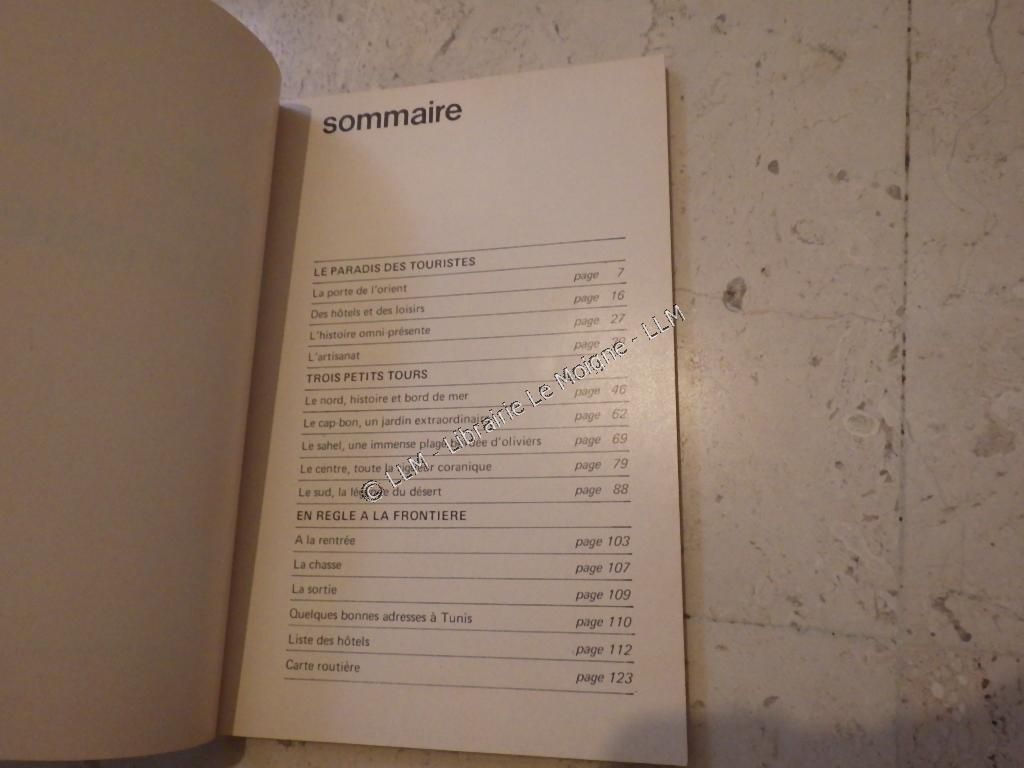 sommaire
LE PARADIS DES TOURISTES
La porte de l'orient page 7
Des hôtels et des loisirs page 16
L'histoire omni-présente page 27
L'artisanat page
TROIS PETITS TOURS
Le nord, histoire et bord de mer page 46
Le cap-bon, un jardin extraordinaire page 62
Le sahel, une immense plage d'oliviers page 69
Le centre, toute la coranique page 79
Le sud, la du désert page 88
EN REGLE A LA FRONTIERE
A la rentrée page 103
La chasse page 107
La sortie page 109
Quelques bonnes adresses à Tunis page 110
Liste des hôtels page 112
Carte routière page 123
© LLM - Librairie Le Moigne - LLM